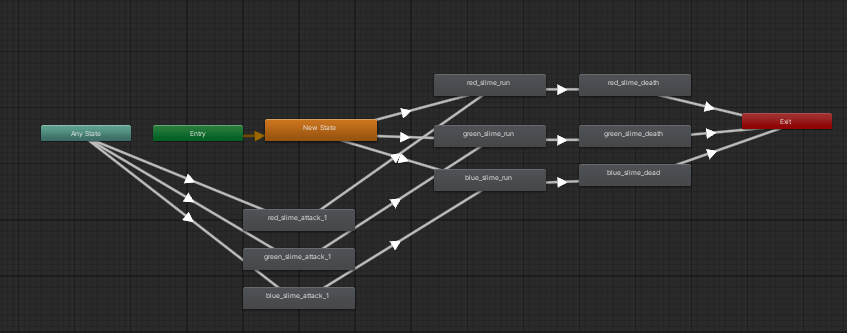 red_slime_run
red_slime_death
Exit
Any State
Entry
New State
green_slime_run
green_slime_death
blue_slime_run
blue_slime_dead
red_slime_attack_1
green_slime_attack_1
blue_slime_attack_1